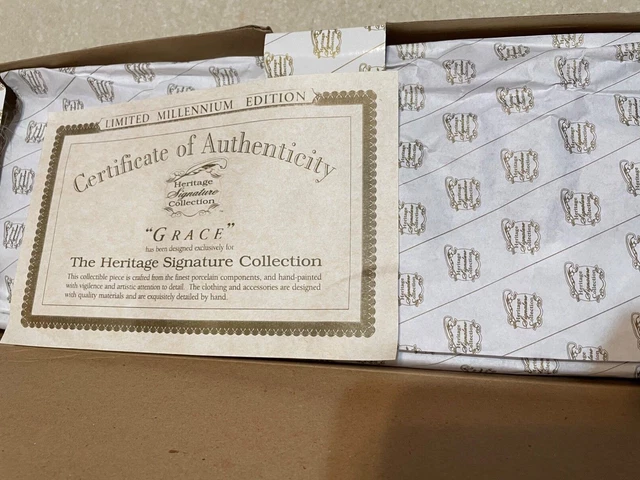 LIMITED MILLENNIUM EDITION
Certificate of Authenticity
Heritage
Signature
Collection
"GRACE"
has been designed exclusively for
The Heritage Signature Collection
This collectible piece is crafted from the finest porcelain components, and hand-painted
with vigilence and artistic attention to detail. The clothing and accessories are designed
with quality materials and are exquisitely detailed by hand.